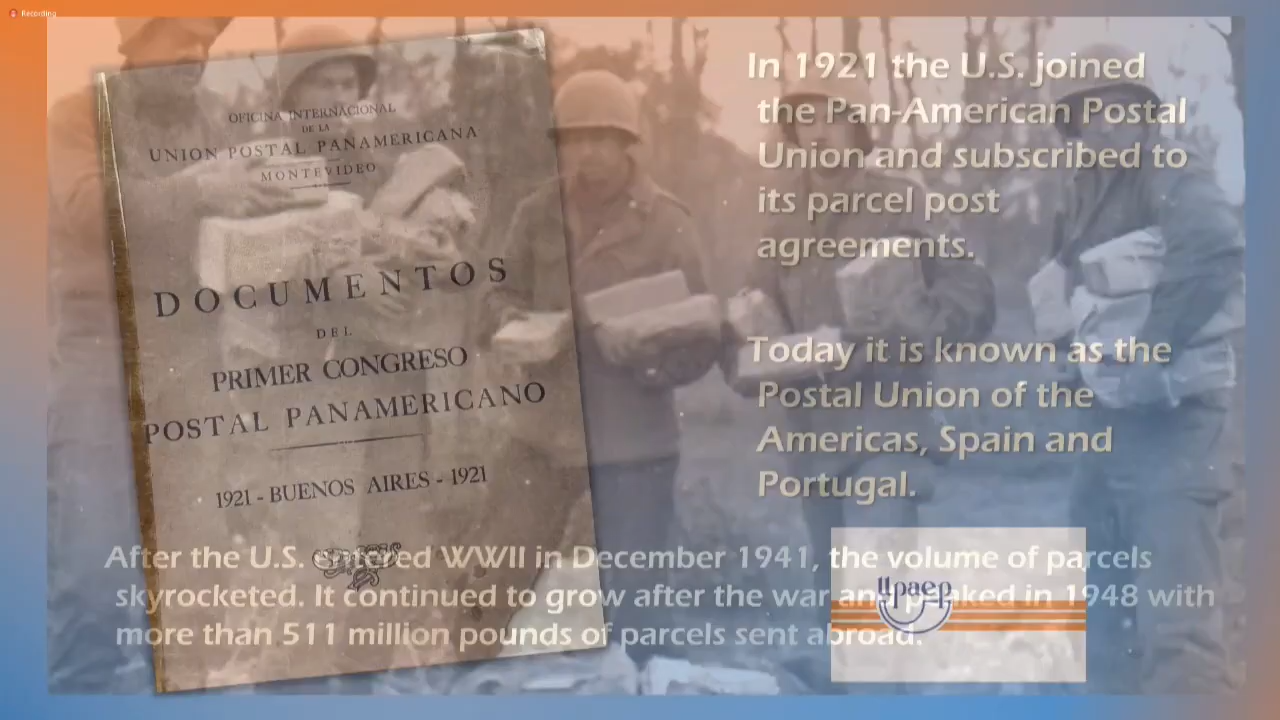 Recording
OFICINA INTERNACIONAL
DE LA
UNION POSTAL PANAMERICANA
MONTEVIDEO
DOCUMENTOS
DEL
PRIMER CONGRESO
POSTAL PANAMERICANO
1921 - BUENOS AIRES - 1921
In 1921 the U.S. joined
the Pan-American Postal
Union and subscribed to
its parcel post
agreements.
Today it is known as the
Postal Union of the
Americas, Spain and
Portugal.
After the U.S. entered WWII in December 1941, the volume of parcels
skyrocketed. It continued to grow after the war and peaked in 1948 with
more than 511 million pounds of parcels sent abroad.
upaep